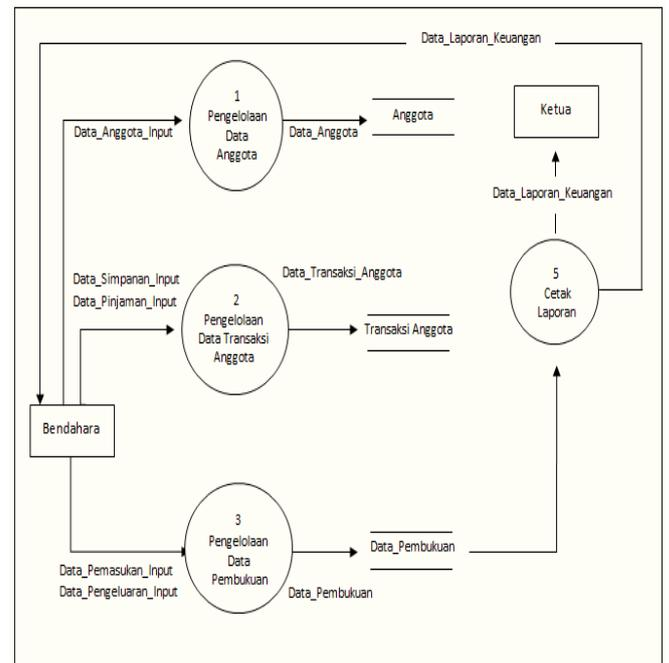 Data_Laporan_Keuangan
1
Pengelolaan
Data
Anggota
Data_Anggota_Input
Data_Anggota
Anggota
Ketua
Data_Laporan_Keuangan
5
Cetak
Laporan
Data_Simpanan_Input
Data_Pinjaman_Input
2
Pengelolaan
Data Transaksi
Anggota
Data_Transaksi_Anggota
Transaksi Anggota
Bendahara
3
Pengelolaan
Data
Pembukuan
Data_Pemasukan_Input
Data_Pengeluaran_Input
Data_Pembukuan
Data_Pembukuan